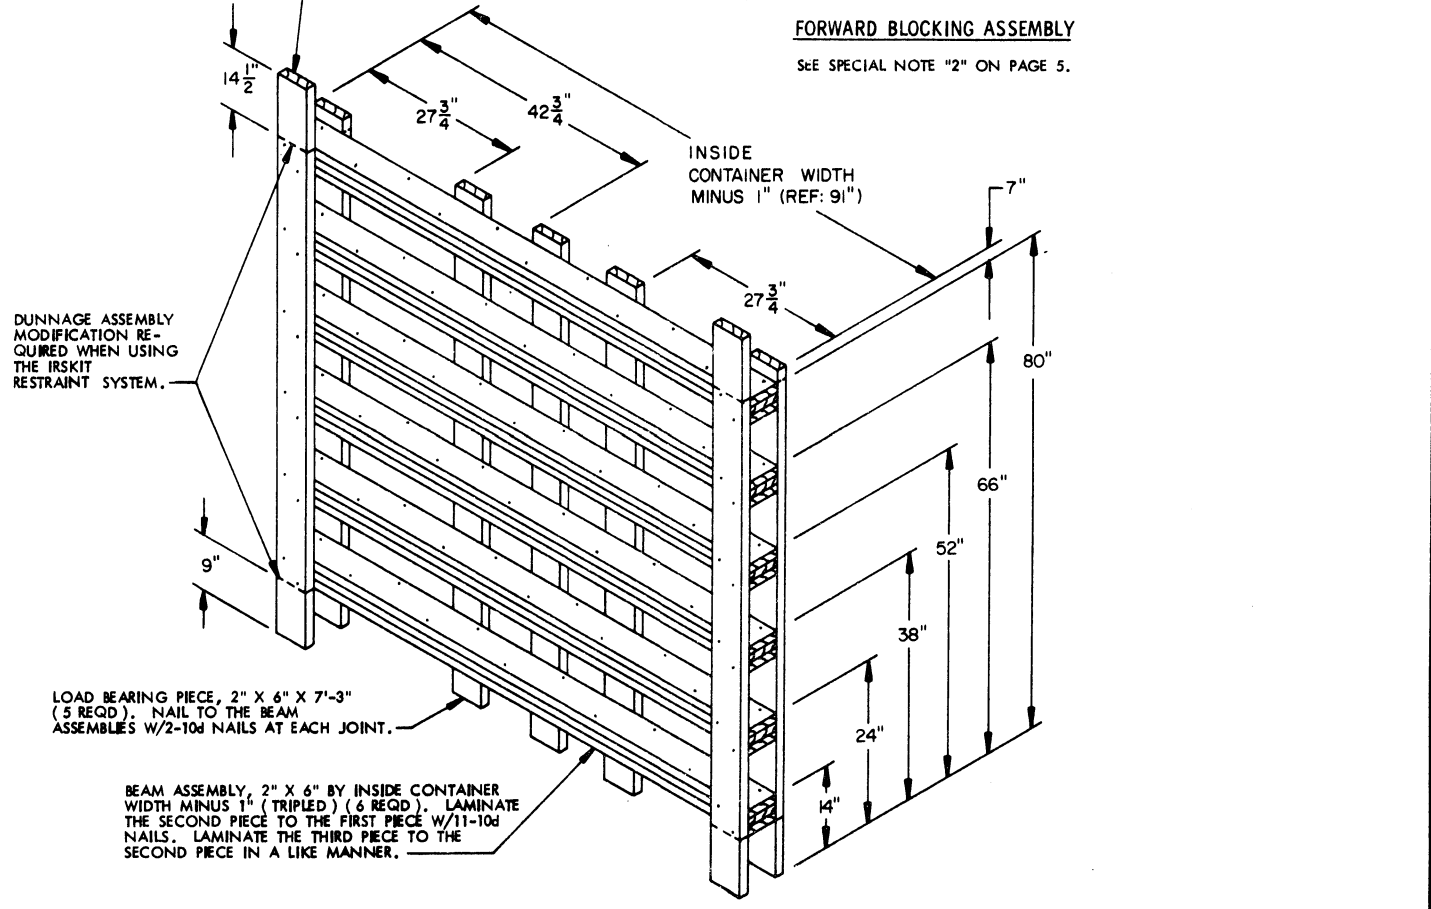 FORWARD BLOCKING ASSEMBLY
SEE SPECIAL NOTE "2" ON PAGE 5.
14 1/2"
27 3/4"
42 3/4"
INSIDE
CONTAINER WIDTH
MINUS 1" (REF: 91")
7"
27 3/4"
80"
66"
52"
38"
24"
14"
DUNNAGE ASSEMBLY
MODIFICATION RE-
QUIRED WHEN USING
THE IRSKIT
RESTRAINT SYSTEM.
9"
LOAD BEARING PIECE, 2" X 6" X 7'-3"
(5 REQD). NAIL TO THE BEAM
ASSEMBLIES W/2-10d NAILS AT EACH JOINT.
BEAM ASSEMBLY, 2" X 6" BY INSIDE CONTAINER
WIDTH MINUS 1" (TRIPLED) (6 REQD). LAMINATE
THE SECOND PIECE TO THE FIRST PIECE W/11-10d
NAILS. LAMINATE THE THIRD PIECE TO THE
SECOND PIECE IN A LIKE MANNER.